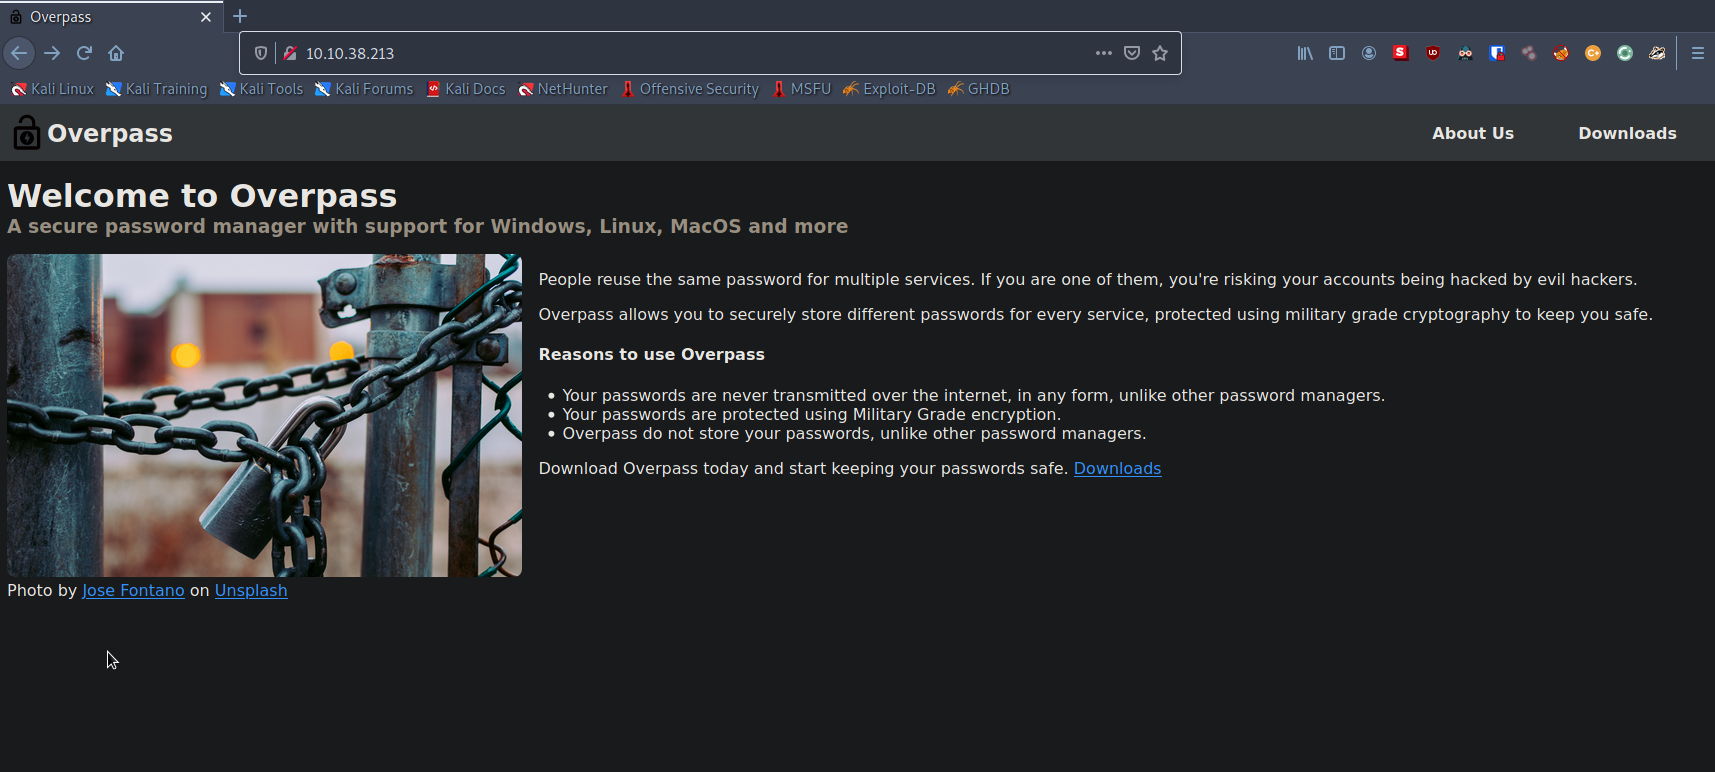 Overpass
10.10.38.213
Kali Linux Kali Training Kali Tools Kali Forums Kali Docs NetHunter Offensive Security MSFU Exploit-DB GHDB
Overpass About Us Downloads
Welcome to Overpass
A secure password manager with support for Windows, Linux, MacOS and more
People reuse the same password for multiple services. If you are one of them, you're risking your accounts being hacked by evil hackers.
Overpass allows you to securely store different passwords for every service, protected using military grade cryptography to keep you safe.
Reasons to use Overpass
• Your passwords are never transmitted over the internet, in any form, unlike other password managers.
• Your passwords are protected using Military Grade encryption.
• Overpass do not store your passwords, unlike other password managers.
Download Overpass today and start keeping your passwords safe. Downloads
Photo by Jose Fontano on Unsplash